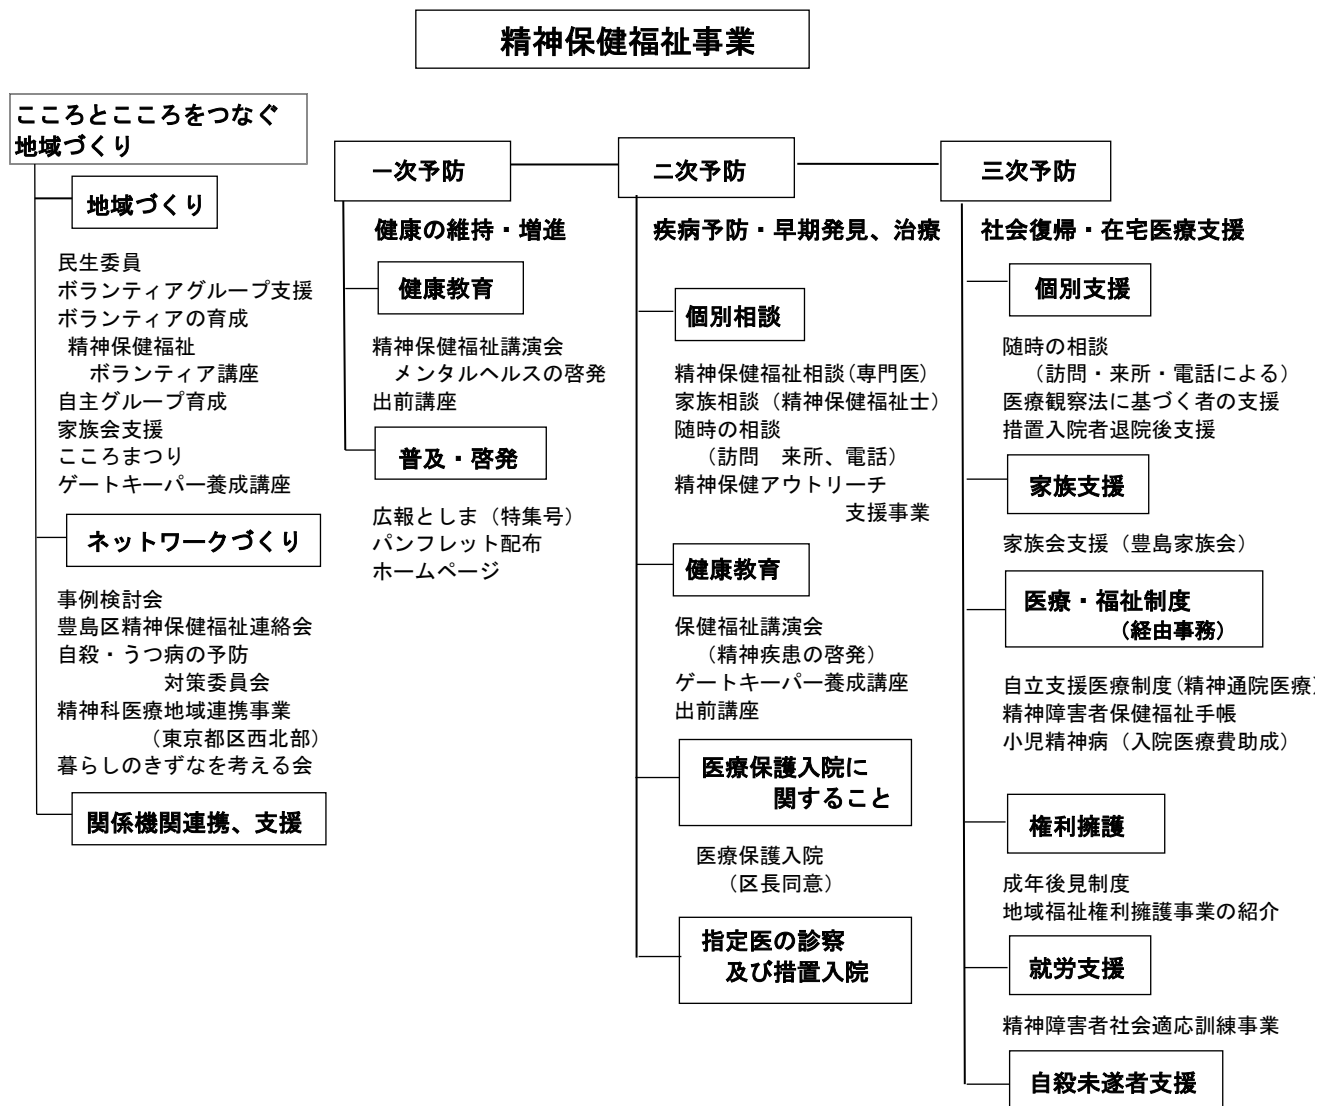 精神保健福祉事業
こころとこころをつなぐ
地域づくり
地域づくり
民生委員
ボランティアグループ支援
ボランティアの育成
精神保健福祉
ボランティア講座
自主グループ育成
家族会支援
こころまつり
ゲートキーパー養成講座
ネットワークづくり
事例検討会
豊島区精神保健福祉連絡会
自殺・うつ病の予防
対策委員会
精神科医療地域連携事業
（東京都区西北部）
暮らしのきずなを考える会
関係機関連携、支援
一次予防
健康の維持・増進
健康教育
精神保健福祉講演会
メンタルヘルスの啓発
出前講座
普及・啓発
広報としま（特集号）
パンフレット配布
ホームページ
二次予防
疾病予防・早期発見、治療
個別相談
精神保健福祉相談(専門医)
家族相談（精神保健福祉士）
随時の相談
（訪問　来所、電話）
精神保健アウトリーチ
支援事業
健康教育
保健福祉講演会
（精神疾患の啓発）
ゲートキーパー養成講座
出前講座
医療保護入院に
関すること
医療保護入院
（区長同意）
指定医の診察
及び措置入院
三次予防
社会復帰・在宅医療支援
個別支援
随時の相談
（訪問・来所・電話による）
医療観察法に基づく者の支援
措置入院者退院後支援
家族支援
家族会支援（豊島家族会）
医療・福祉制度
（経由事務）
自立支援医療制度(精神通院医療)
精神障害者保健福祉手帳
小児精神病（入院医療費助成）
権利擁護
成年後見制度
地域福祉権利擁護事業の紹介
就労支援
精神障害者社会適応訓練事業
自殺未遂者支援